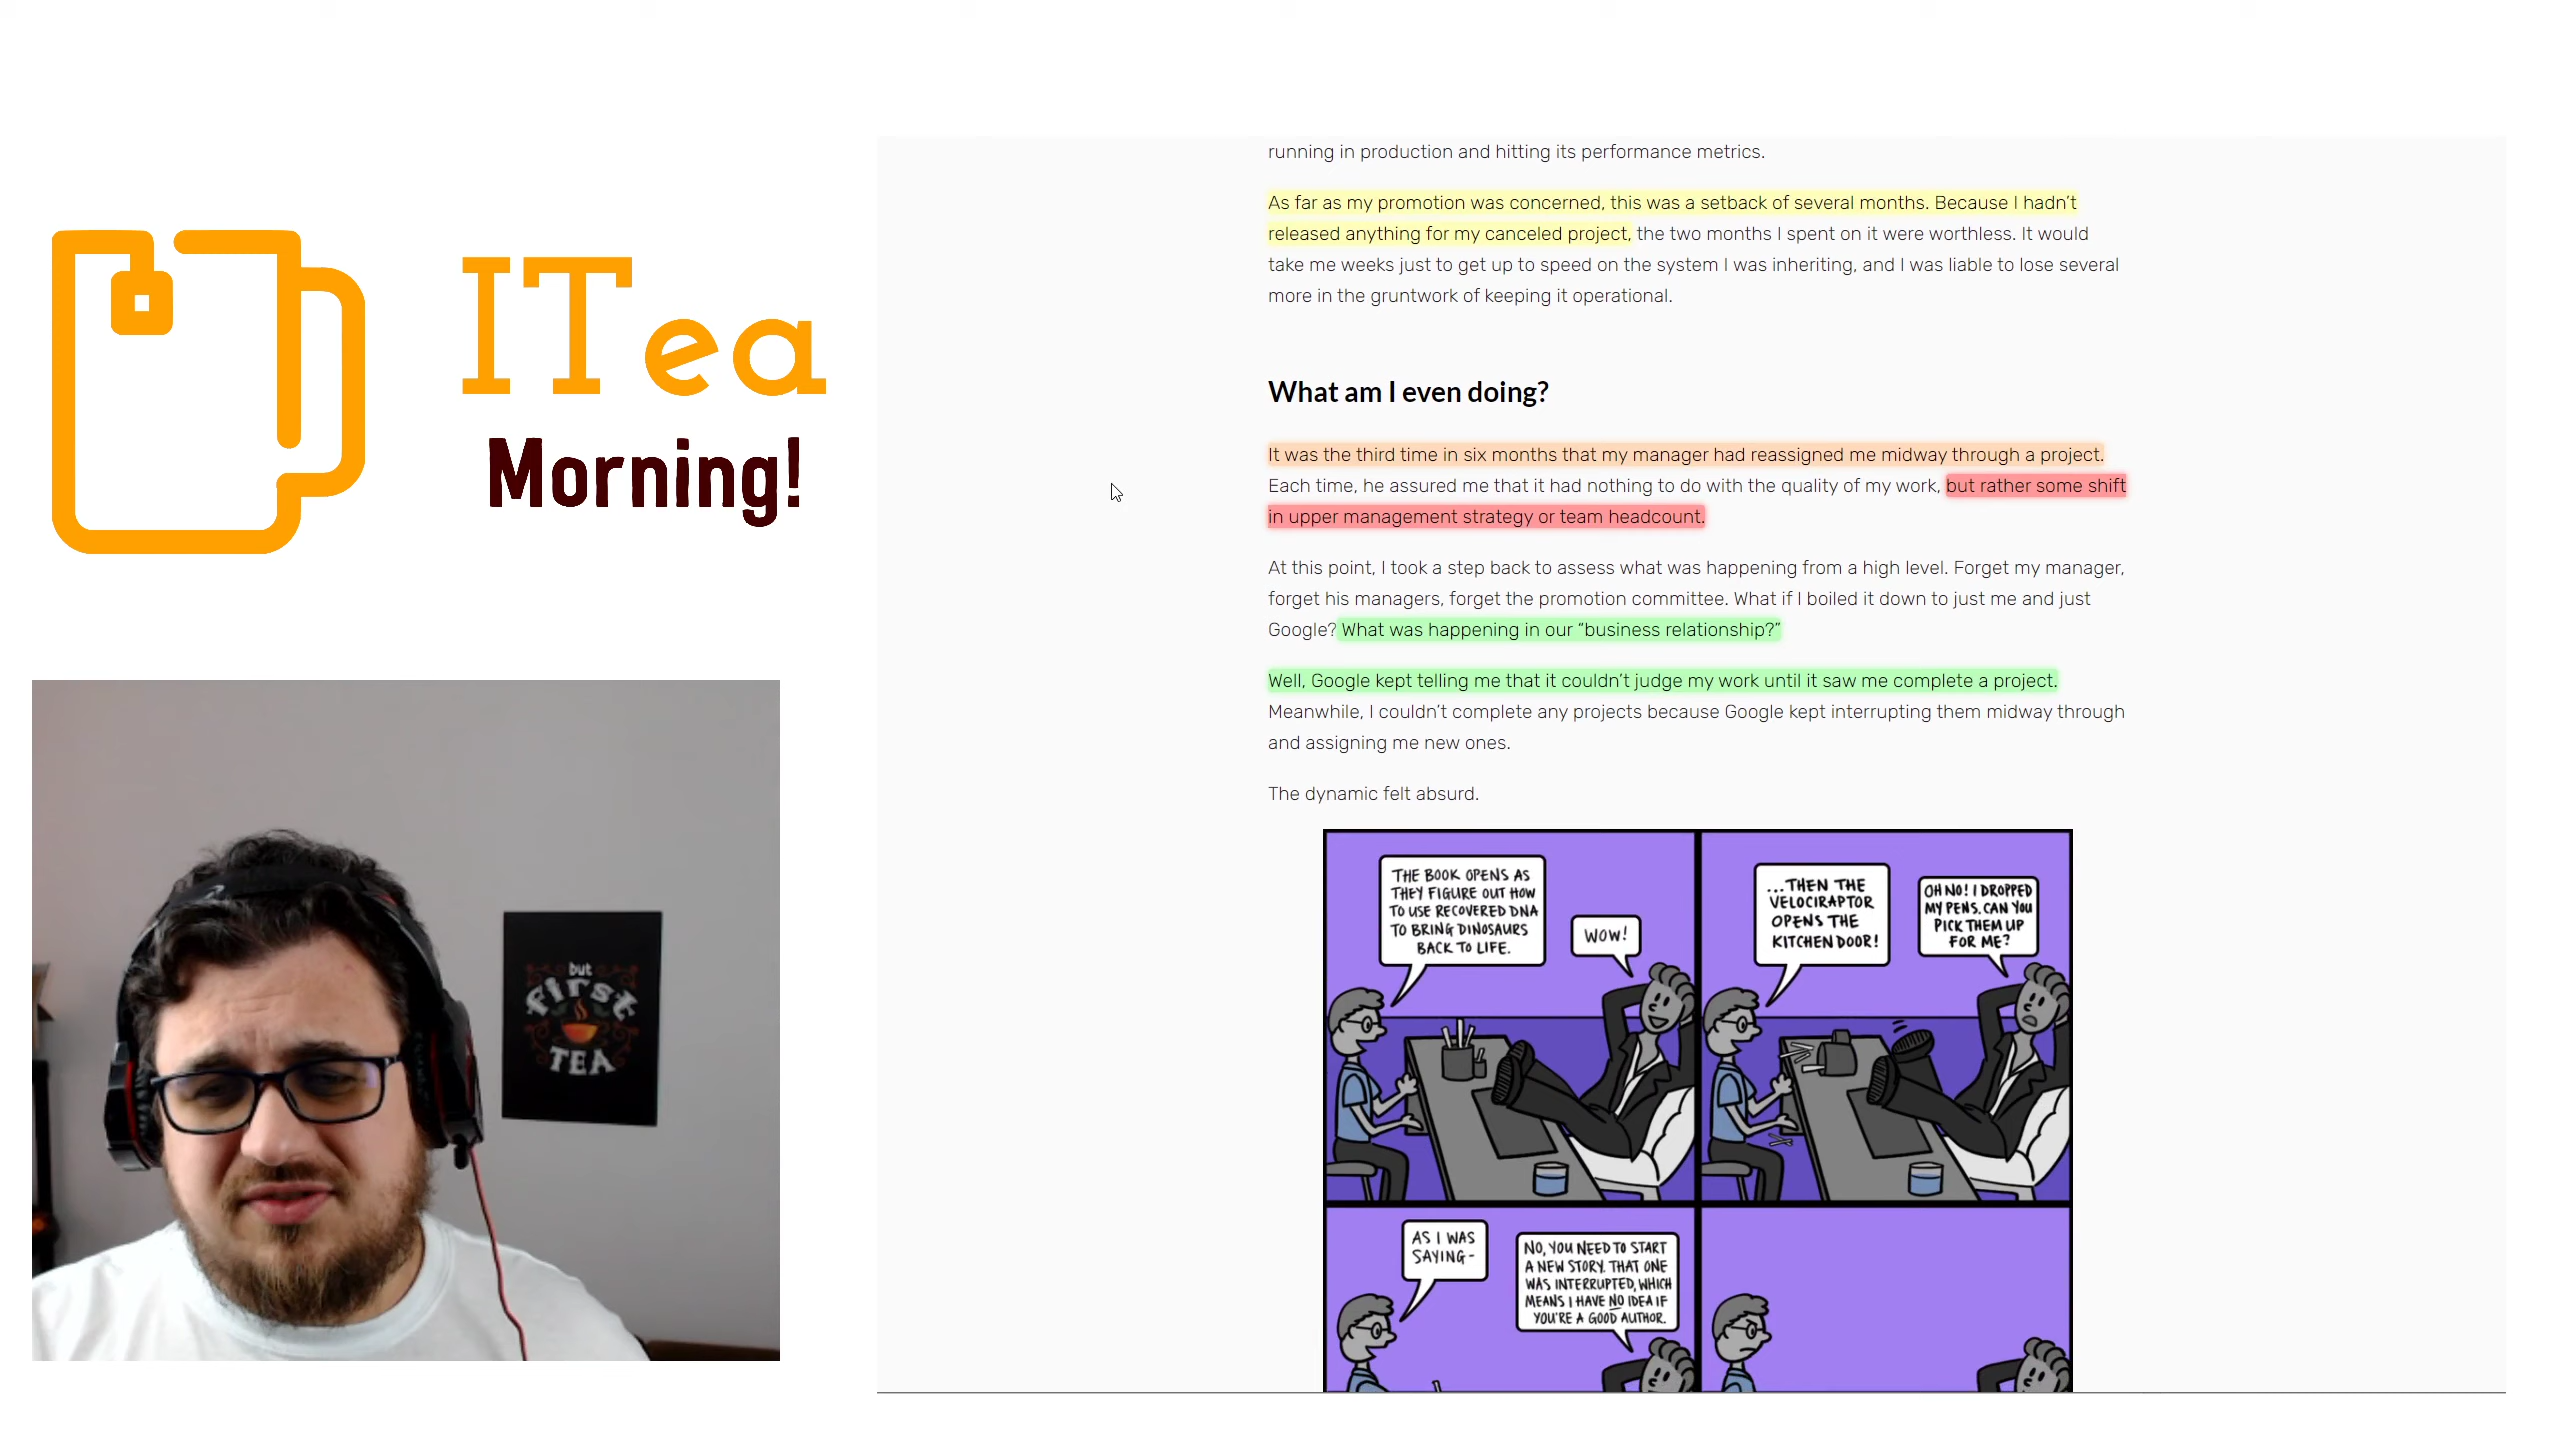 ITea
Morning!
but
first
TEA
running in production and hitting its performance metrics.
As far as my promotion was concerned, this was a setback of several months. Because I hadn’t
released anything for my canceled project, the two months I spent on it were worthless. It would
take me weeks just to get up to speed on the system I was inheriting, and I was liable to lose several
more in the gruntwork of keeping it operational.
What am I even doing?
It was the third time in six months that my manager had reassigned me midway through a project.
Each time, he assured me that it had nothing to do with the quality of my work, but rather some shift
in upper management strategy or team headcount.
At this point, I took a step back to assess what was happening from a high level. Forget my manager,
forget his managers, forget the promotion committee. What if I boiled it down to just me and just
Google? What was happening in our “business relationship?”
Well, Google kept telling me that it couldn’t judge my work until it saw me complete a project.
Meanwhile, I couldn’t complete any projects because Google kept interrupting them midway through
and assigning me new ones.
The dynamic felt absurd.
THE BOOK OPENS AS
THEY FIGURE OUT HOW
TO USE RECOVERED DNA
TO BRING DINOSAURS
BACK TO LIFE.
WOW!
...THEN THE
VELOCIRAPTOR
OPENS THE
KITCHEN DOOR!
OH NO! I DROPPED
MY PENS. CAN YOU
PICK THEM UP
FOR ME?
AS I WAS
SAYING-
NO, YOU NEED TO START
A NEW STORY. THAT ONE
WAS INTERRUPTED, WHICH
MEANS I HAVE NO IDEA IF
YOU'RE A GOOD AUTHOR.